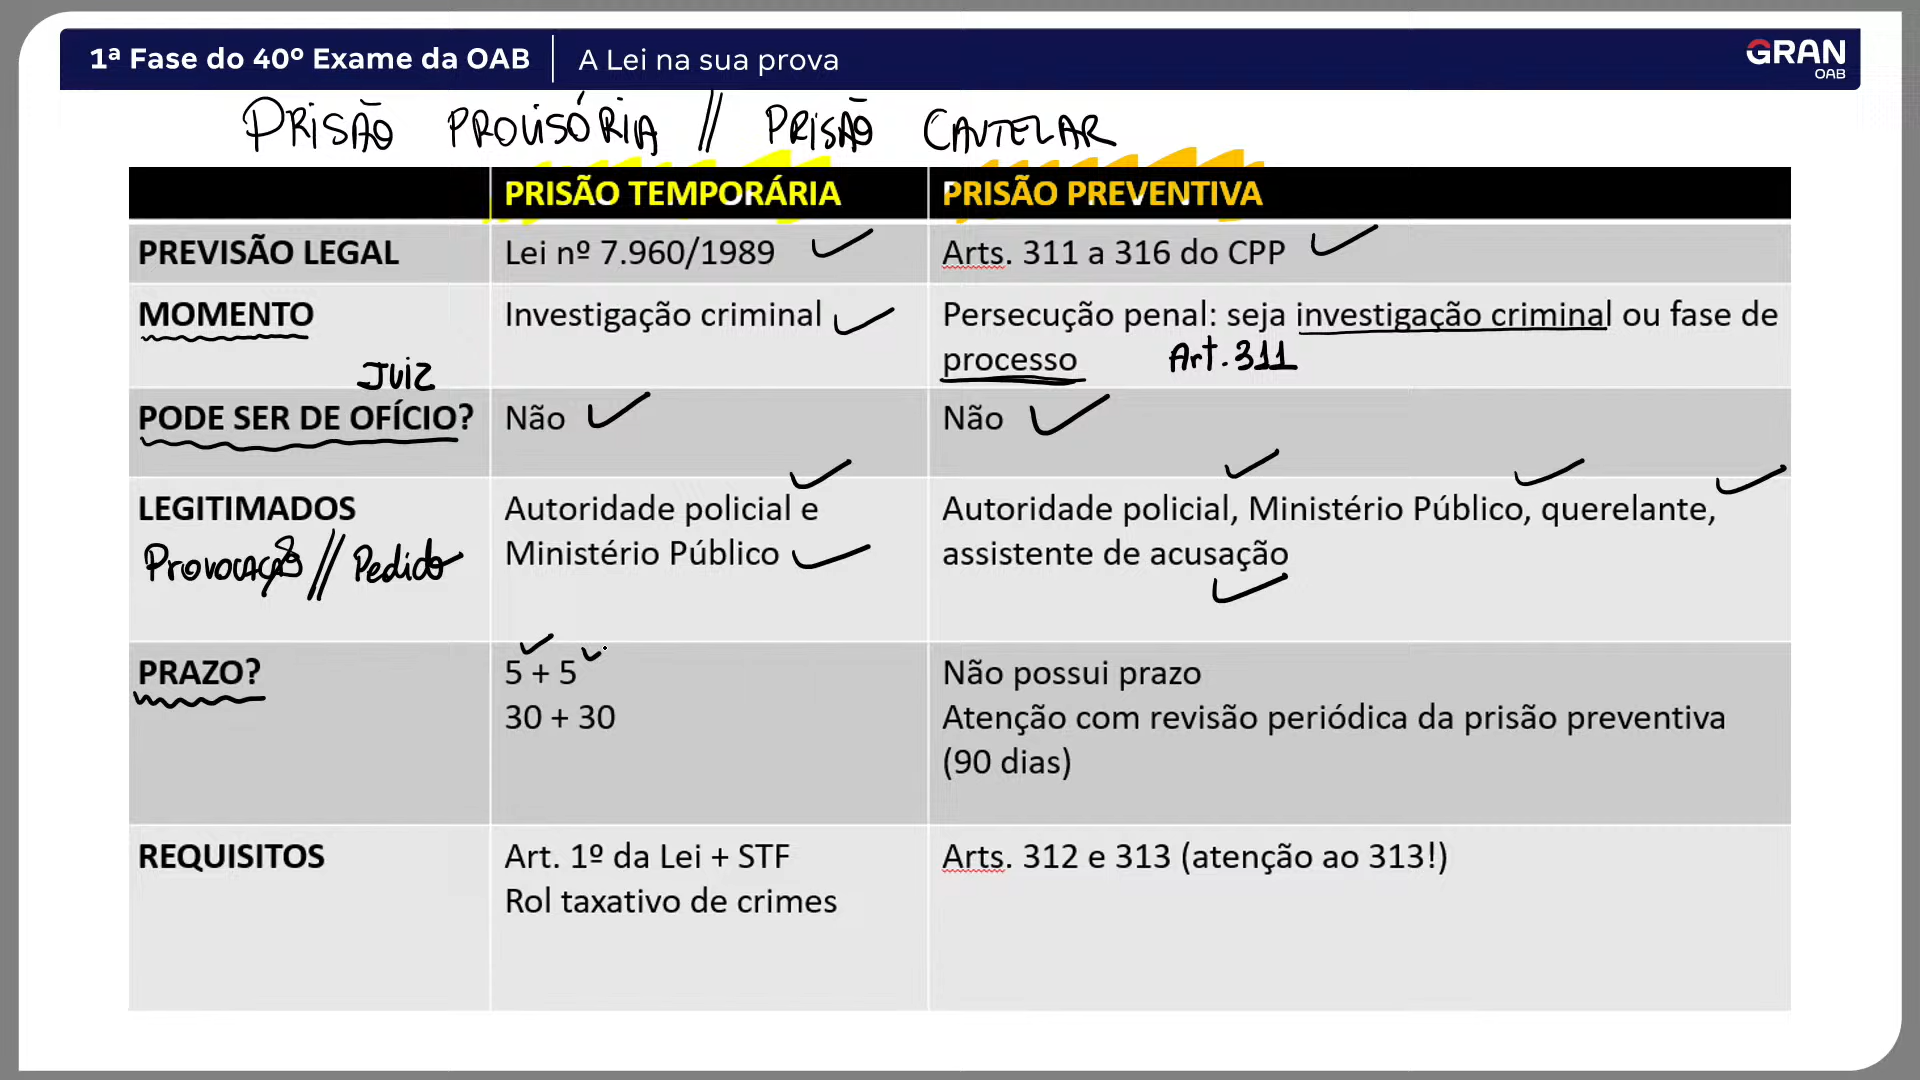 1ª Fase do 40º Exame da OAB | A Lei na sua prova
GRAN
OAB
PRISÃO PROVISÓRIA // PRISÃO CAUTELAR
PRISÃO TEMPORÁRIA
PRISÃO PREVENTIVA
PREVISÃO LEGAL
Lei nº 7.960/1989
Arts. 311 a 316 do CPP
MOMENTO
Investigação criminal
Persecução penal: seja investigação criminal ou fase de
processo
Art. 311
Juiz
PODE SER DE OFÍCIO?
Não
Não
LEGITIMADOS
Provocação // Pedido
Autoridade policial e
Ministério Público
Autoridade policial, Ministério Público, querelante,
assistente de acusação
PRAZO?
5 + 5
30 + 30
Não possui prazo
Atenção com revisão periódica da prisão preventiva
(90 dias)
REQUISITOS
Art. 1º da Lei + STF
Rol taxativo de crimes
Arts. 312 e 313 (atenção ao 313!)